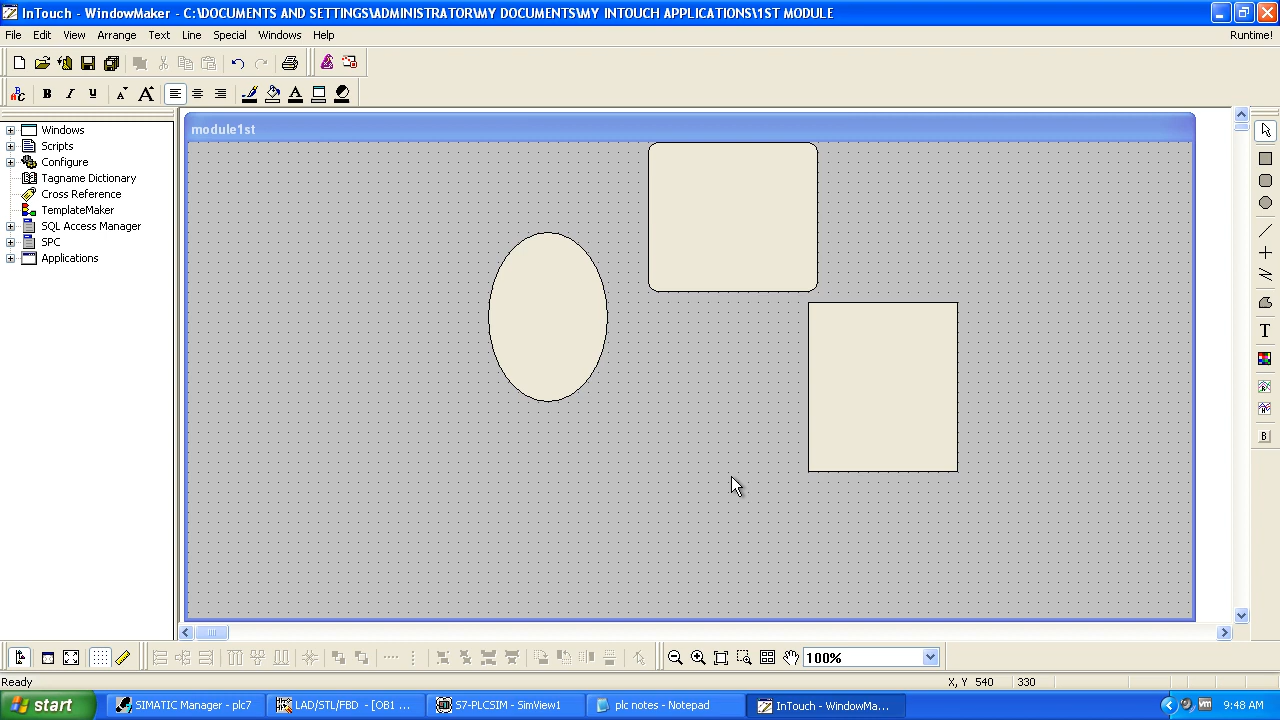 InTouch - WindowMaker - C:\DOCUMENTS AND SETTINGS\ADMINISTRATOR\MY DOCUMENTS\MY INTOUCH APPLICATIONS\1ST MODULE
File Edit View Arrange Text Line Special Windows Help Runtime!
B I U A A A
module1st
Windows
Scripts
Configure
Tagname Dictionary
Cross Reference
TemplateMaker
SQL Access Manager
SPC
Applications
T
B
100%
Ready X, Y 540 330
start SIMATIC Manager - plc7 LAD/STL/FBD - [OB1 ... S7-PLCSIM - SimView1 plc notes - Notepad InTouch - WindowMa... 9:48 AM